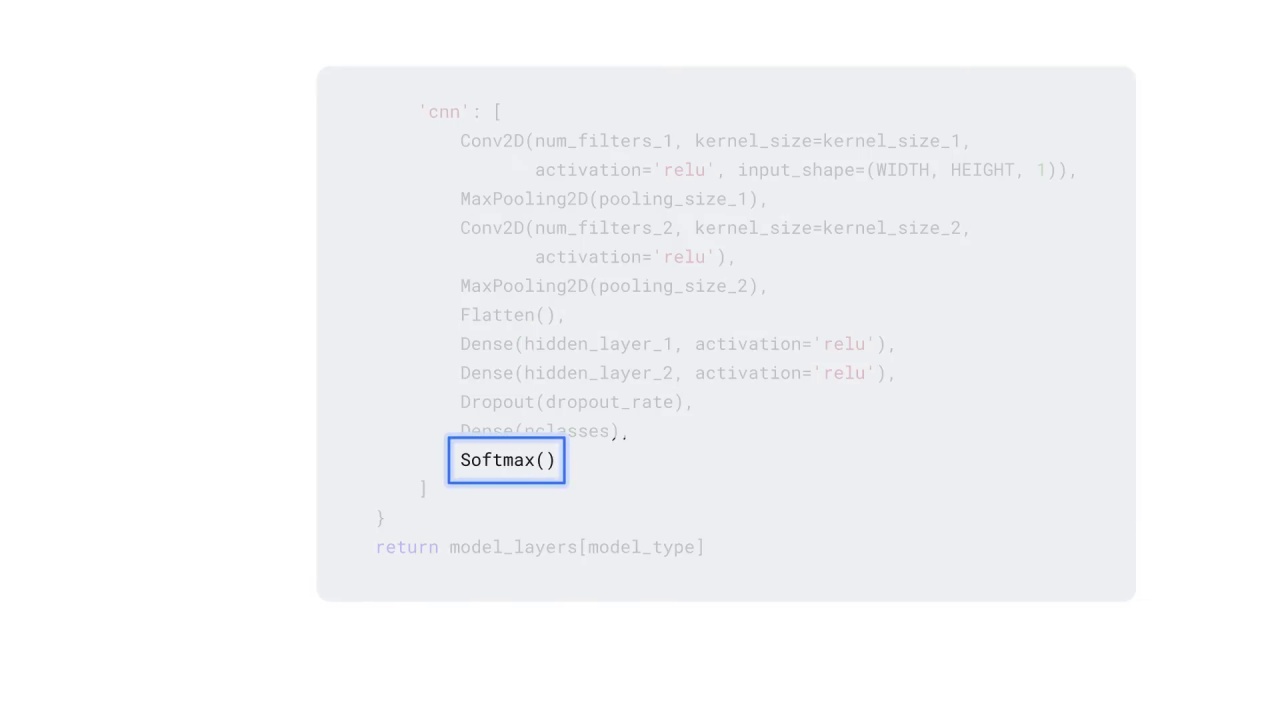 'cnn': [
Conv2D(num_filters_1, kernel_size=kernel_size_1,
activation='relu', input_shape=(WIDTH, HEIGHT, 1)),
MaxPooling2D(pooling_size_1),
Conv2D(num_filters_2, kernel_size=kernel_size_2,
activation='relu'),
MaxPooling2D(pooling_size_2),
Flatten(),
Dense(hidden_layer_1, activation='relu'),
Dense(hidden_layer_2, activation='relu'),
Dropout(dropout_rate),
Dense(nclasses),
Softmax()
]
}
return model_layers[model_type]